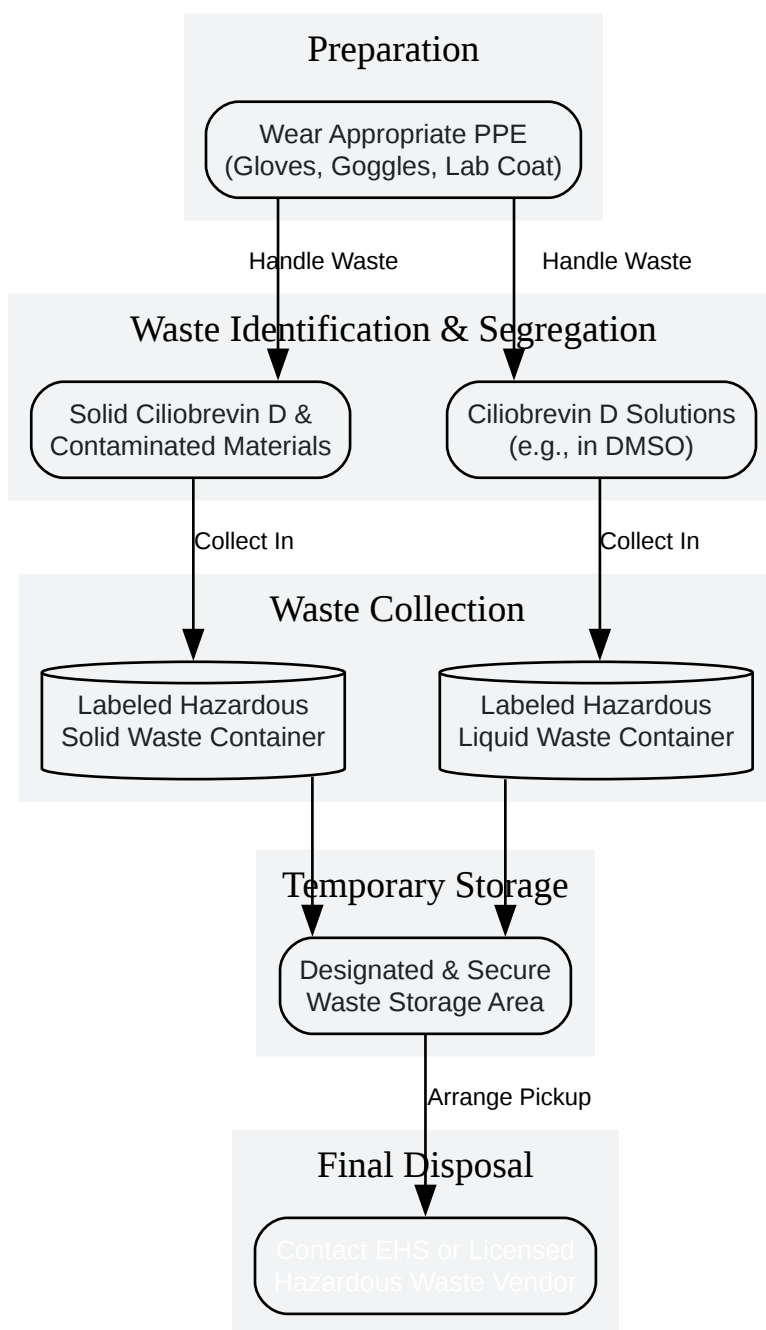 Preparation
Wear Appropriate PPE
(Gloves, Goggles, Lab Coat)
Handle Waste
Handle Waste
Waste Identification & Segregation
Solid Ciliobrevin D &
Contaminated Materials
Ciliobrevin D Solutions
(e.g., in DMSO)
Collect In
Collect In
Waste Collection
Labeled Hazardous
Solid Waste Container
Labeled Hazardous
Liquid Waste Container
Temporary Storage
Designated & Secure
Waste Storage Area
Arrange Pickup
Final Disposal
Contact EHS or Licensed
Hazardous Waste Vendor